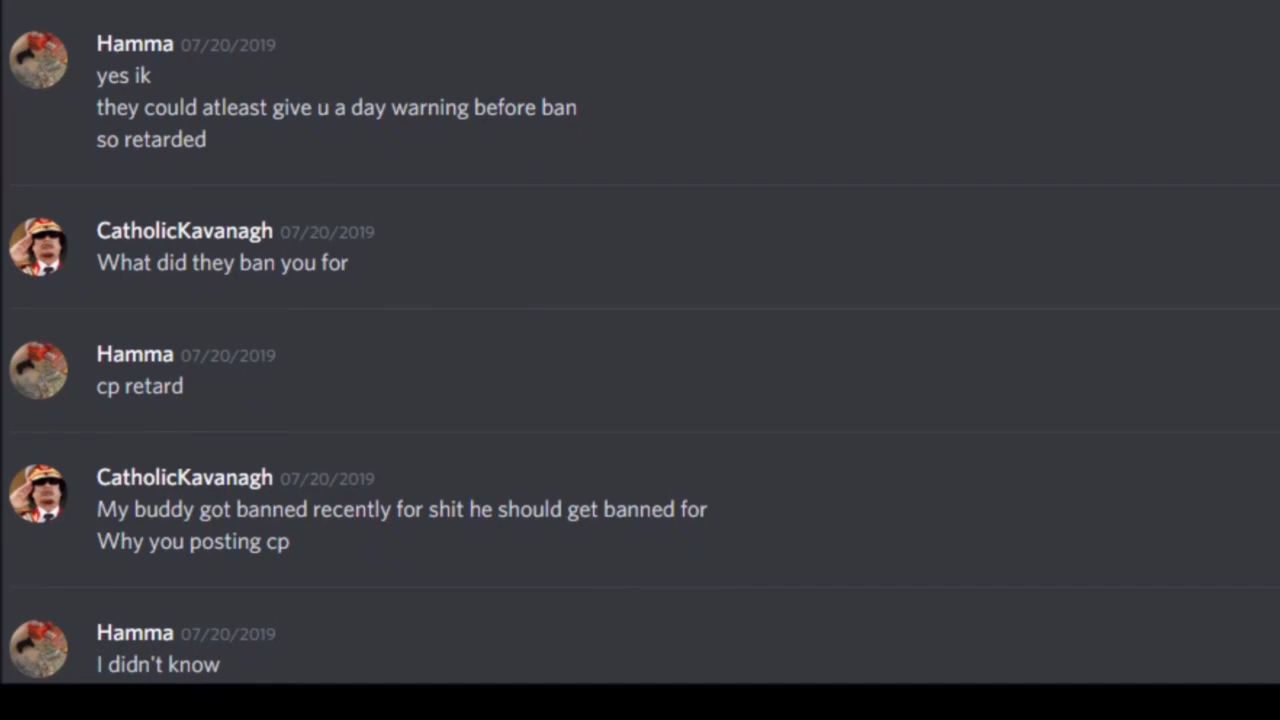 Hamma 07/20/2019
yes ik
they could atleast give u a day warning before ban
so retarded
CatholicKavanagh 07/20/2019
What did they ban you for
Hamma 07/20/2019
cp retard
CatholicKavanagh 07/20/2019
My buddy got banned recently for shit he should get banned for
Why you posting cp
Hamma 07/20/2019
I didn't know